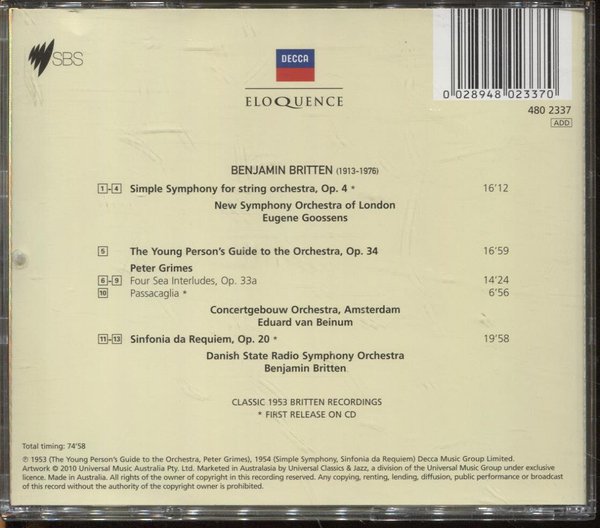 SBS
DECCA
ELOQUENCE
0 028948 023370
480 2337
ADD
BENJAMIN BRITTEN (1913-1976)
1-4 Simple Symphony for string orchestra, Op. 4 * 16'12
New Symphony Orchestra of London
Eugene Goossens
5 The Young Person's Guide to the Orchestra, Op. 34 16'59
Peter Grimes
6-9 Four Sea Interludes, Op. 33a 14'24
10 Passacaglia * 6'56
Concertgebouw Orchestra, Amsterdam
Eduard van Beinum
11-13 Sinfonia da Requiem, Op. 20 * 19'58
Danish State Radio Symphony Orchestra
Benjamin Britten
CLASSIC 1953 BRITTEN RECORDINGS
* FIRST RELEASE ON CD
Total timing: 74'58
℗ 1953 (The Young Person's Guide to the Orchestra, Peter Grimes), 1954 (Simple Symphony, Sinfonia da Requiem) Decca Music Group Limited.
Artwork © 2010 Universal Music Australia Pty. Ltd. Marketed in Australasia by Universal Classics & Jazz, a division of the Universal Music Group under exclusive
licence. Made in Australia. All rights of the owner of copyright in this recording reserved. Any copying, renting, lending, diffusion, public performance or broadcast
of this record without the authority of the copyright owner is prohibited.